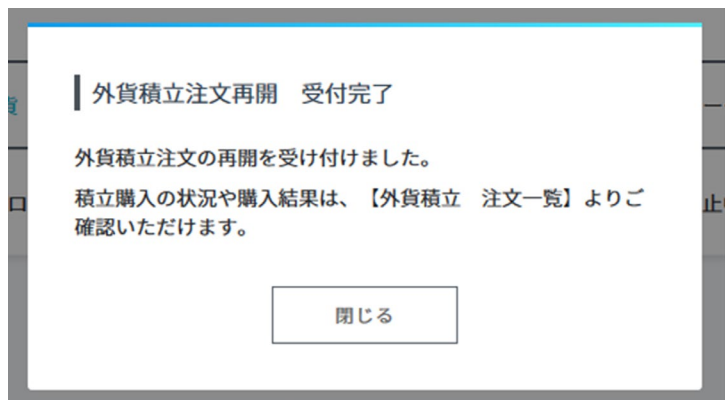 外貨積立注文再開　受付完了
外貨積立注文の再開を受け付けました。
積立購入の状況や購入結果は、【外貨積立　注文一覧】よりご
確認いただけます。
閉じる